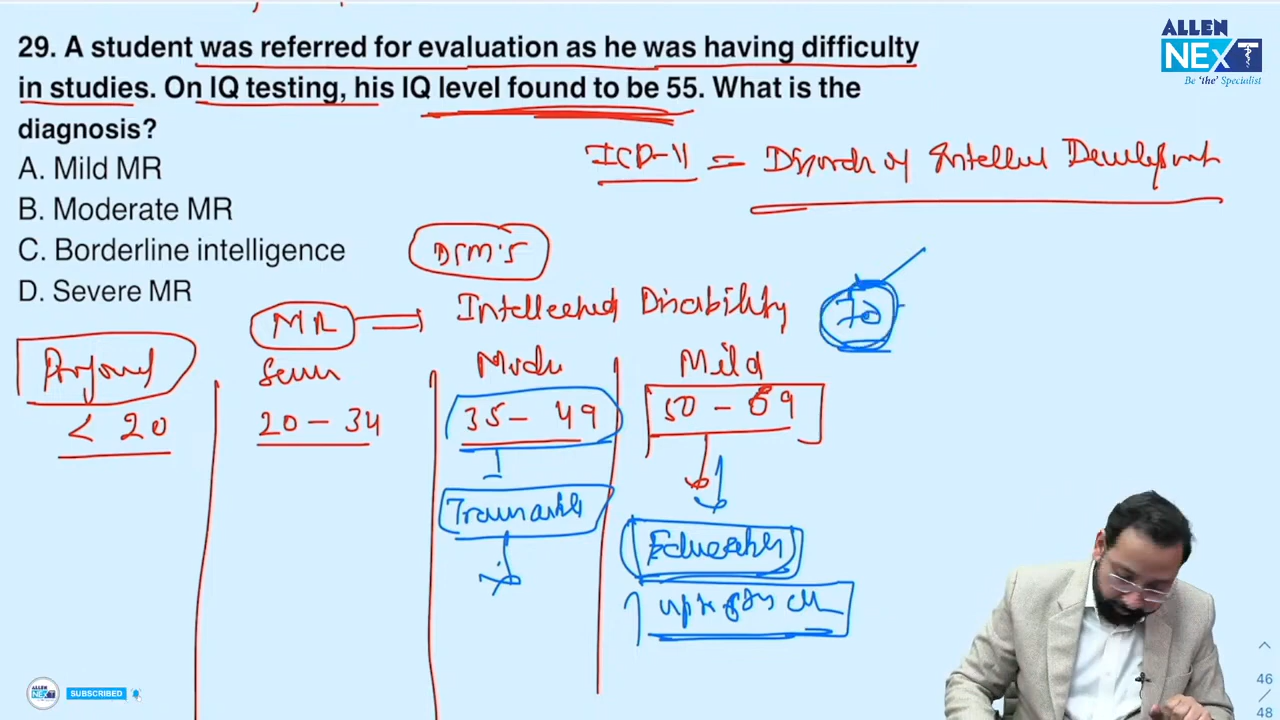 ALLEN
NEXT
Be 'the' Specialist
29. A student was referred for evaluation as he was having difficulty
in studies. On IQ testing, his IQ level found to be 55. What is the
diagnosis?
A. Mild MR
ICD-11 = Disorder of Intellectual Development
B. Moderate MR
C. Borderline intelligence
DSM-5
D. Severe MR
MR Intellectual Disability 70
Profound
Mild
< 20 20 - 34 35 - 49 50 - 69
Trainable
Educable
ALLEN
NEXT
SUBSCRIBED
46
/
48